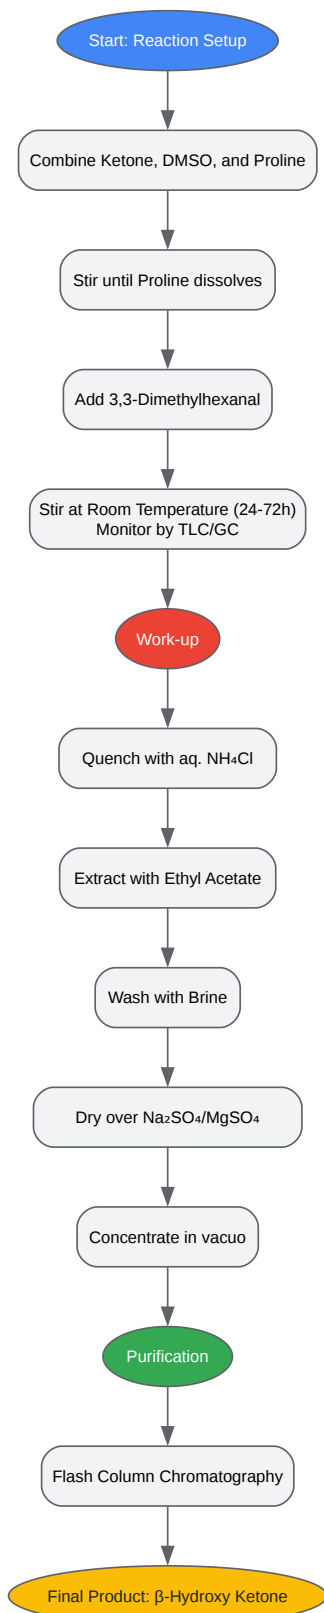 Start: Reaction Setup
Combine Ketone, DMSO, and Proline
Stir until Proline dissolves
Add 3,3-Dimethylhexanal
Stir at Room Temperature (24-72h)
Monitor by TLC/GC
Work-up
Quench with aq. NH₄Cl
Extract with Ethyl Acetate
Wash with Brine
Dry over Na₂SO₄/MgSO₄
Concentrate in vacuo
Purification
Flash Column Chromatography
Final Product: β-Hydroxy Ketone